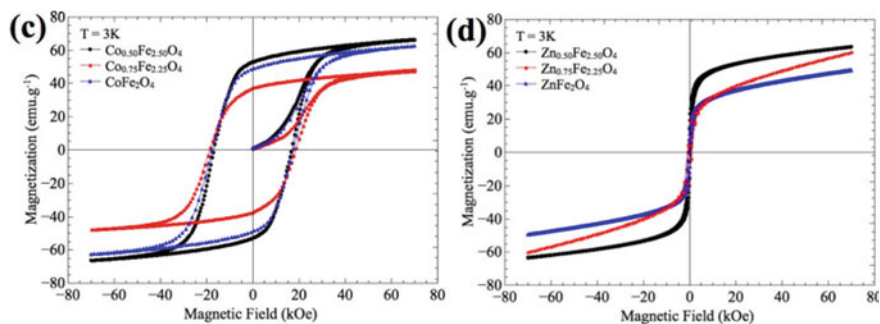 (c)
T = 3K
Co0.50Fe2.50O4
Co0.75Fe2.25O4
CoFe2O4
Magnetization (emu.g⁻¹)
80
60
40
20
0
−20
−40
−60
−80
−80 −60 −40 −20 0 20 40 60 80
Magnetic Field (kOe)
(d)
T = 3K
Zn0.50Fe2.50O4
Zn0.75Fe2.25O4
ZnFe2O4
Magnetization (emu.g⁻¹)
80
60
40
20
0
−20
−40
−60
−80
−80 −60 −40 −20 0 20 40 60 80
Magnetic Field (kOe)